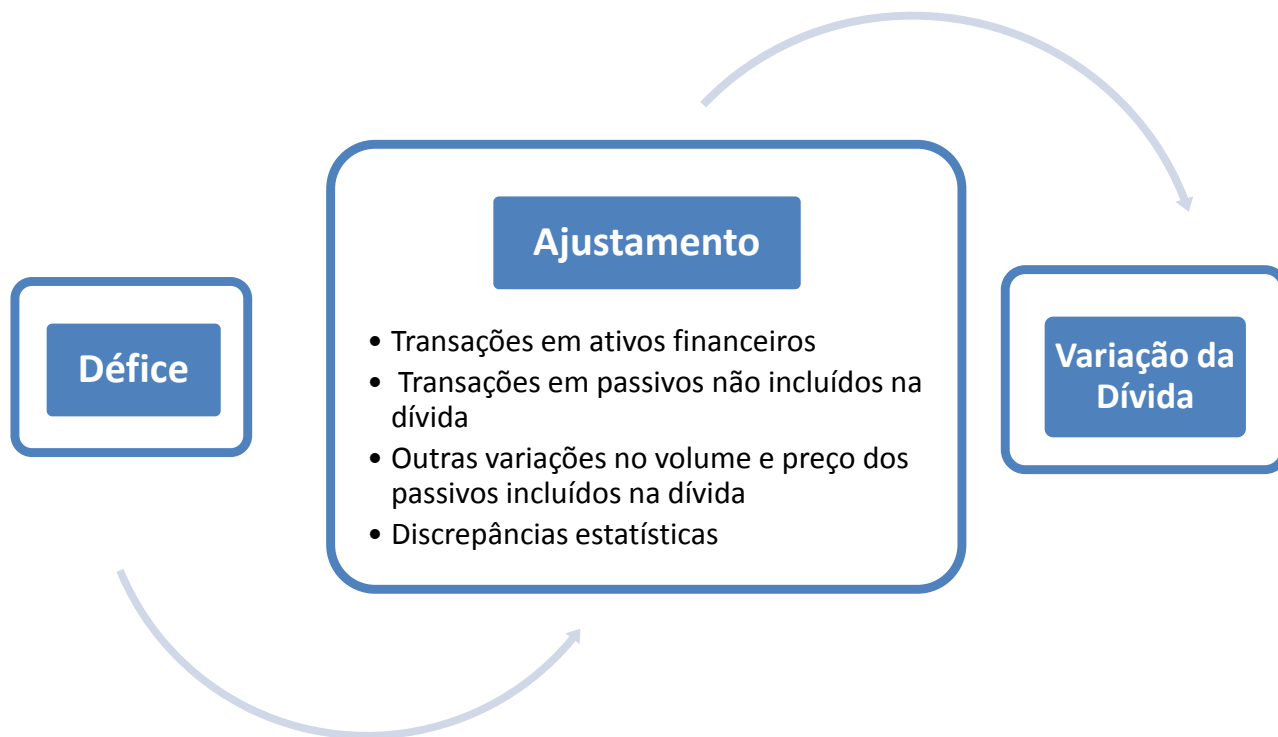 Défice
Ajustamento
• Transações em ativos financeiros
• Transações em passivos não incluídos na
dívida
• Outras variações no volume e preço dos
passivos incluídos na dívida
• Discrepâncias estatísticas
Variação da
Dívida